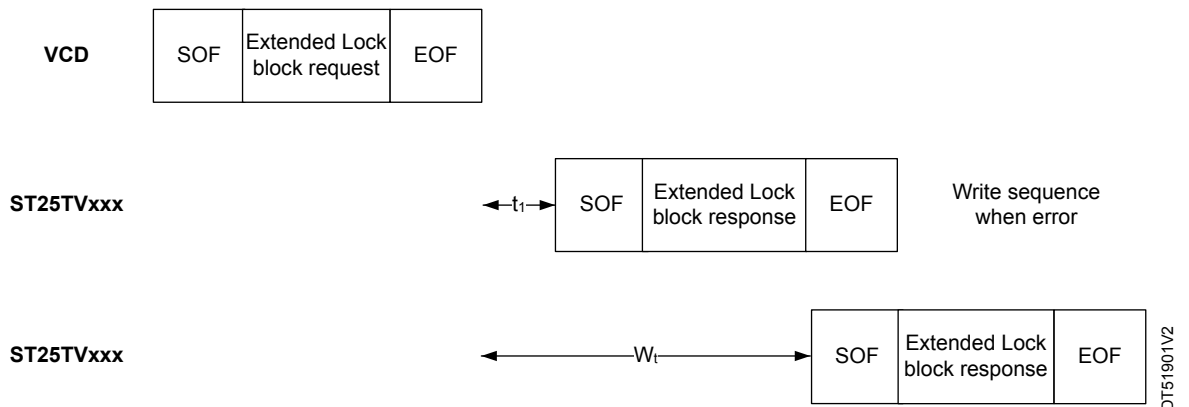 VCD
SOF
Extended Lock
block request
EOF
ST25TVxxx
t1
SOF
Extended Lock
block response
EOF
Write sequence
when error
ST25TVxxx
Wt
SOF
Extended Lock
block response
EOF
DT51901V2